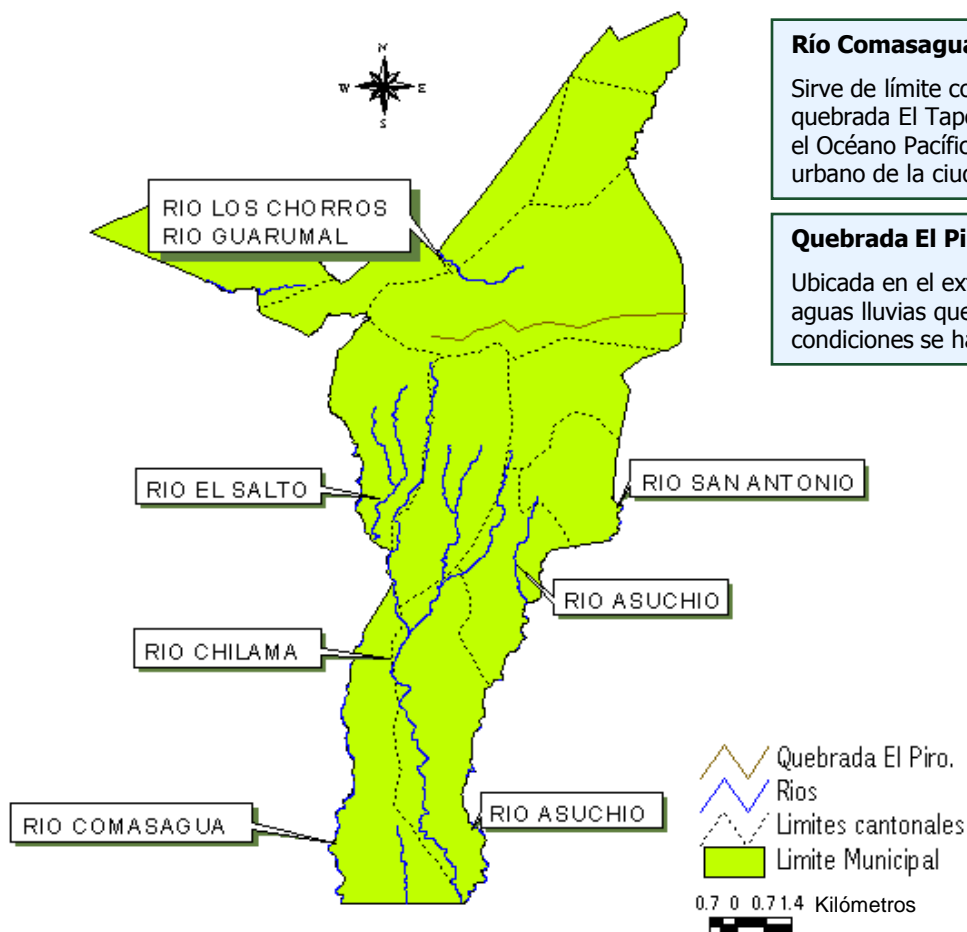 N
W E
S
Río Comasagua
Sirve de límite co
quebrada El Tap
el Océano Pacífic
urbano de la ciud
RIO LOS CHORROS
RIO GUARUMAL
Quebrada El Pi
Ubicada en el ex
aguas lluvias que
condiciones se ha
RIO EL SALTO
RIO SAN ANTONIO
RIO ASUCHIO
RIO CHILAMA
RIO COMASAGUA
RIO ASUCHIO
Quebrada El Piro.
Rios
Limites cantonales
Limite Municipal
0.7 0 0.7 1.4 Kilómetros